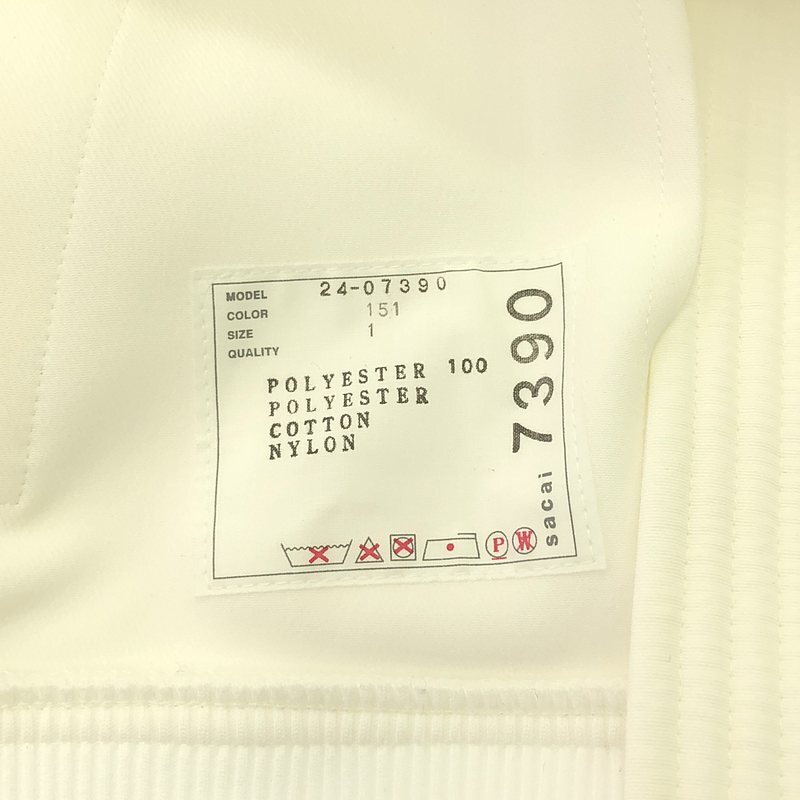 MODEL 24-07390
COLOR 151
SIZE 1
QUALITY
POLYESTER 100
POLYESTER
COTTON
NYLON
7390
sacai
P
W